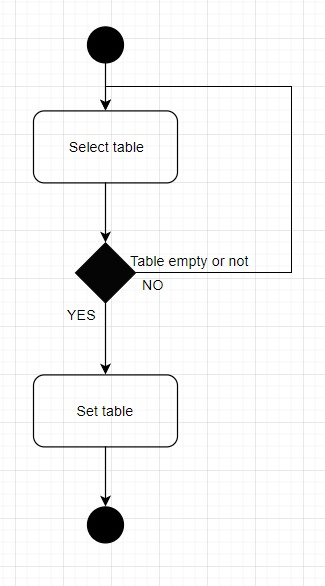 Select table
Table empty or not
NO
YES
Set table